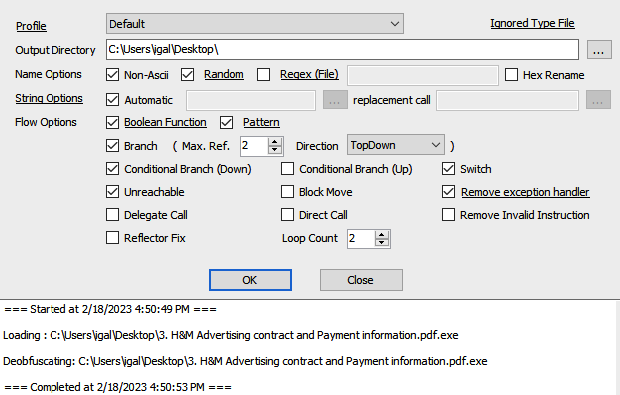 Profile Default Ignored Type File
Output Directory C:\Users\igal\Desktop\ ...
Name Options Non-Ascii Random Regex (File) Hex Rename
String Options Automatic ... replacement call ...
Flow Options Boolean Function Pattern
Branch ( Max. Ref. 2 Direction TopDown )
Conditional Branch (Down) Conditional Branch (Up) Switch
Unreachable Block Move Remove exception handler
Delegate Call Direct Call Remove Invalid Instruction
Reflector Fix Loop Count 2
OK Close
=== Started at 2/18/2023 4:50:49 PM ===
Loading : C:\Users\igal\Desktop\3. H&M Advertising contract and Payment information.pdf.exe
Deobfuscating: C:\Users\igal\Desktop\3. H&M Advertising contract and Payment information.pdf.exe
=== Completed at 2/18/2023 4:50:53 PM ===